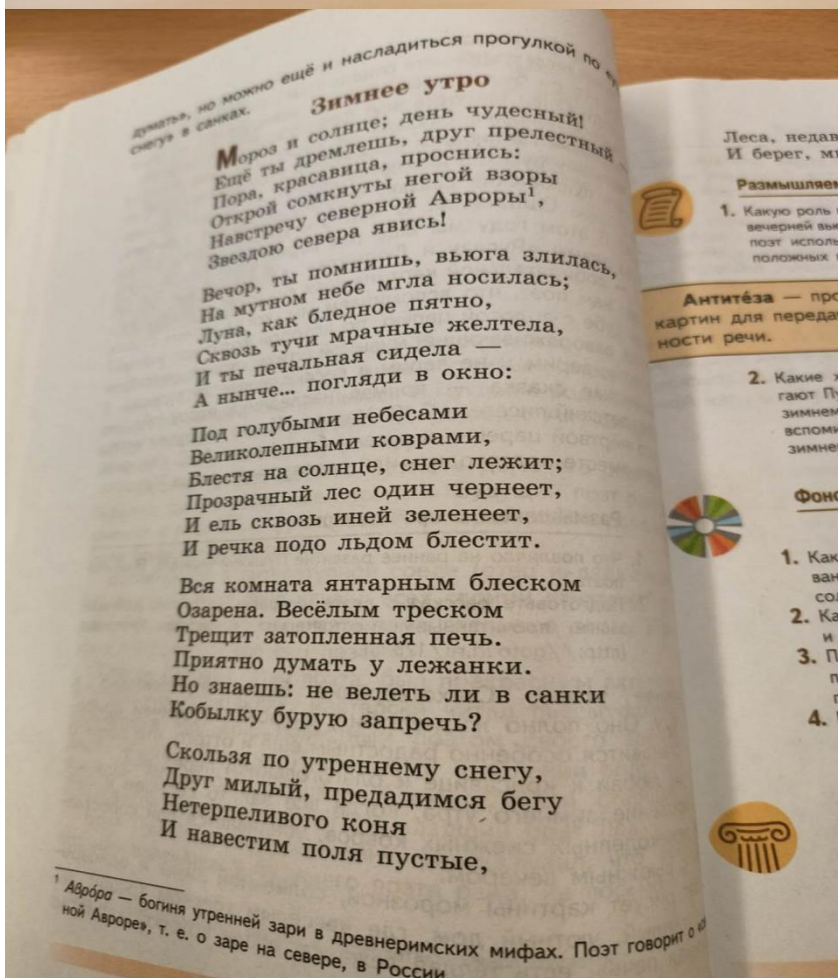 думать», но можно ещё и насладиться прогулкой по
снегу» в санках.
Зимнее утро
Мороз и солнце; день чудесный!
Ещё ты дремлешь, друг прелестный —
Пора, красавица, проснись:
Открой сомкнуты негой взоры
Навстречу северной Авроры¹,
Звездою севера явись!
Вечор, ты помнишь, вьюга злилась,
На мутном небе мгла носилась;
Луна, как бледное пятно,
Сквозь тучи мрачные желтела,
И ты печальная сидела —
А нынче... погляди в окно:
Под голубыми небесами
Великолепными коврами,
Блестя на солнце, снег лежит;
Прозрачный лес один чернеет,
И ель сквозь иней зеленеет,
И речка подо льдом блестит.
Вся комната янтарным блеском
Озарена. Весёлым треском
Трещит затопленная печь.
Приятно думать у лежанки.
Но знаешь: не велеть ли в санки
Кобылку бурую запречь?
Скользя по утреннему снегу,
Друг милый, предадимся бегу
Нетерпеливого коня
И навестим поля пустые,
¹ Авро́ра — богиня утренней зари в древнеримских мифах. Поэт говорит о
ной Авроре», т. е. о заре на севере, в России
Леса, недав
И берег, ми
Размышляем
1. Какую роль
вечерней вью
поэт исполь
положных
Антите́за — про
картин для переда
ности речи.
2. Какие
гают Пу
зимнем
вспоми
зимне
Фоно
1. Как
ван
со
2. Ка
и
3. П
4.